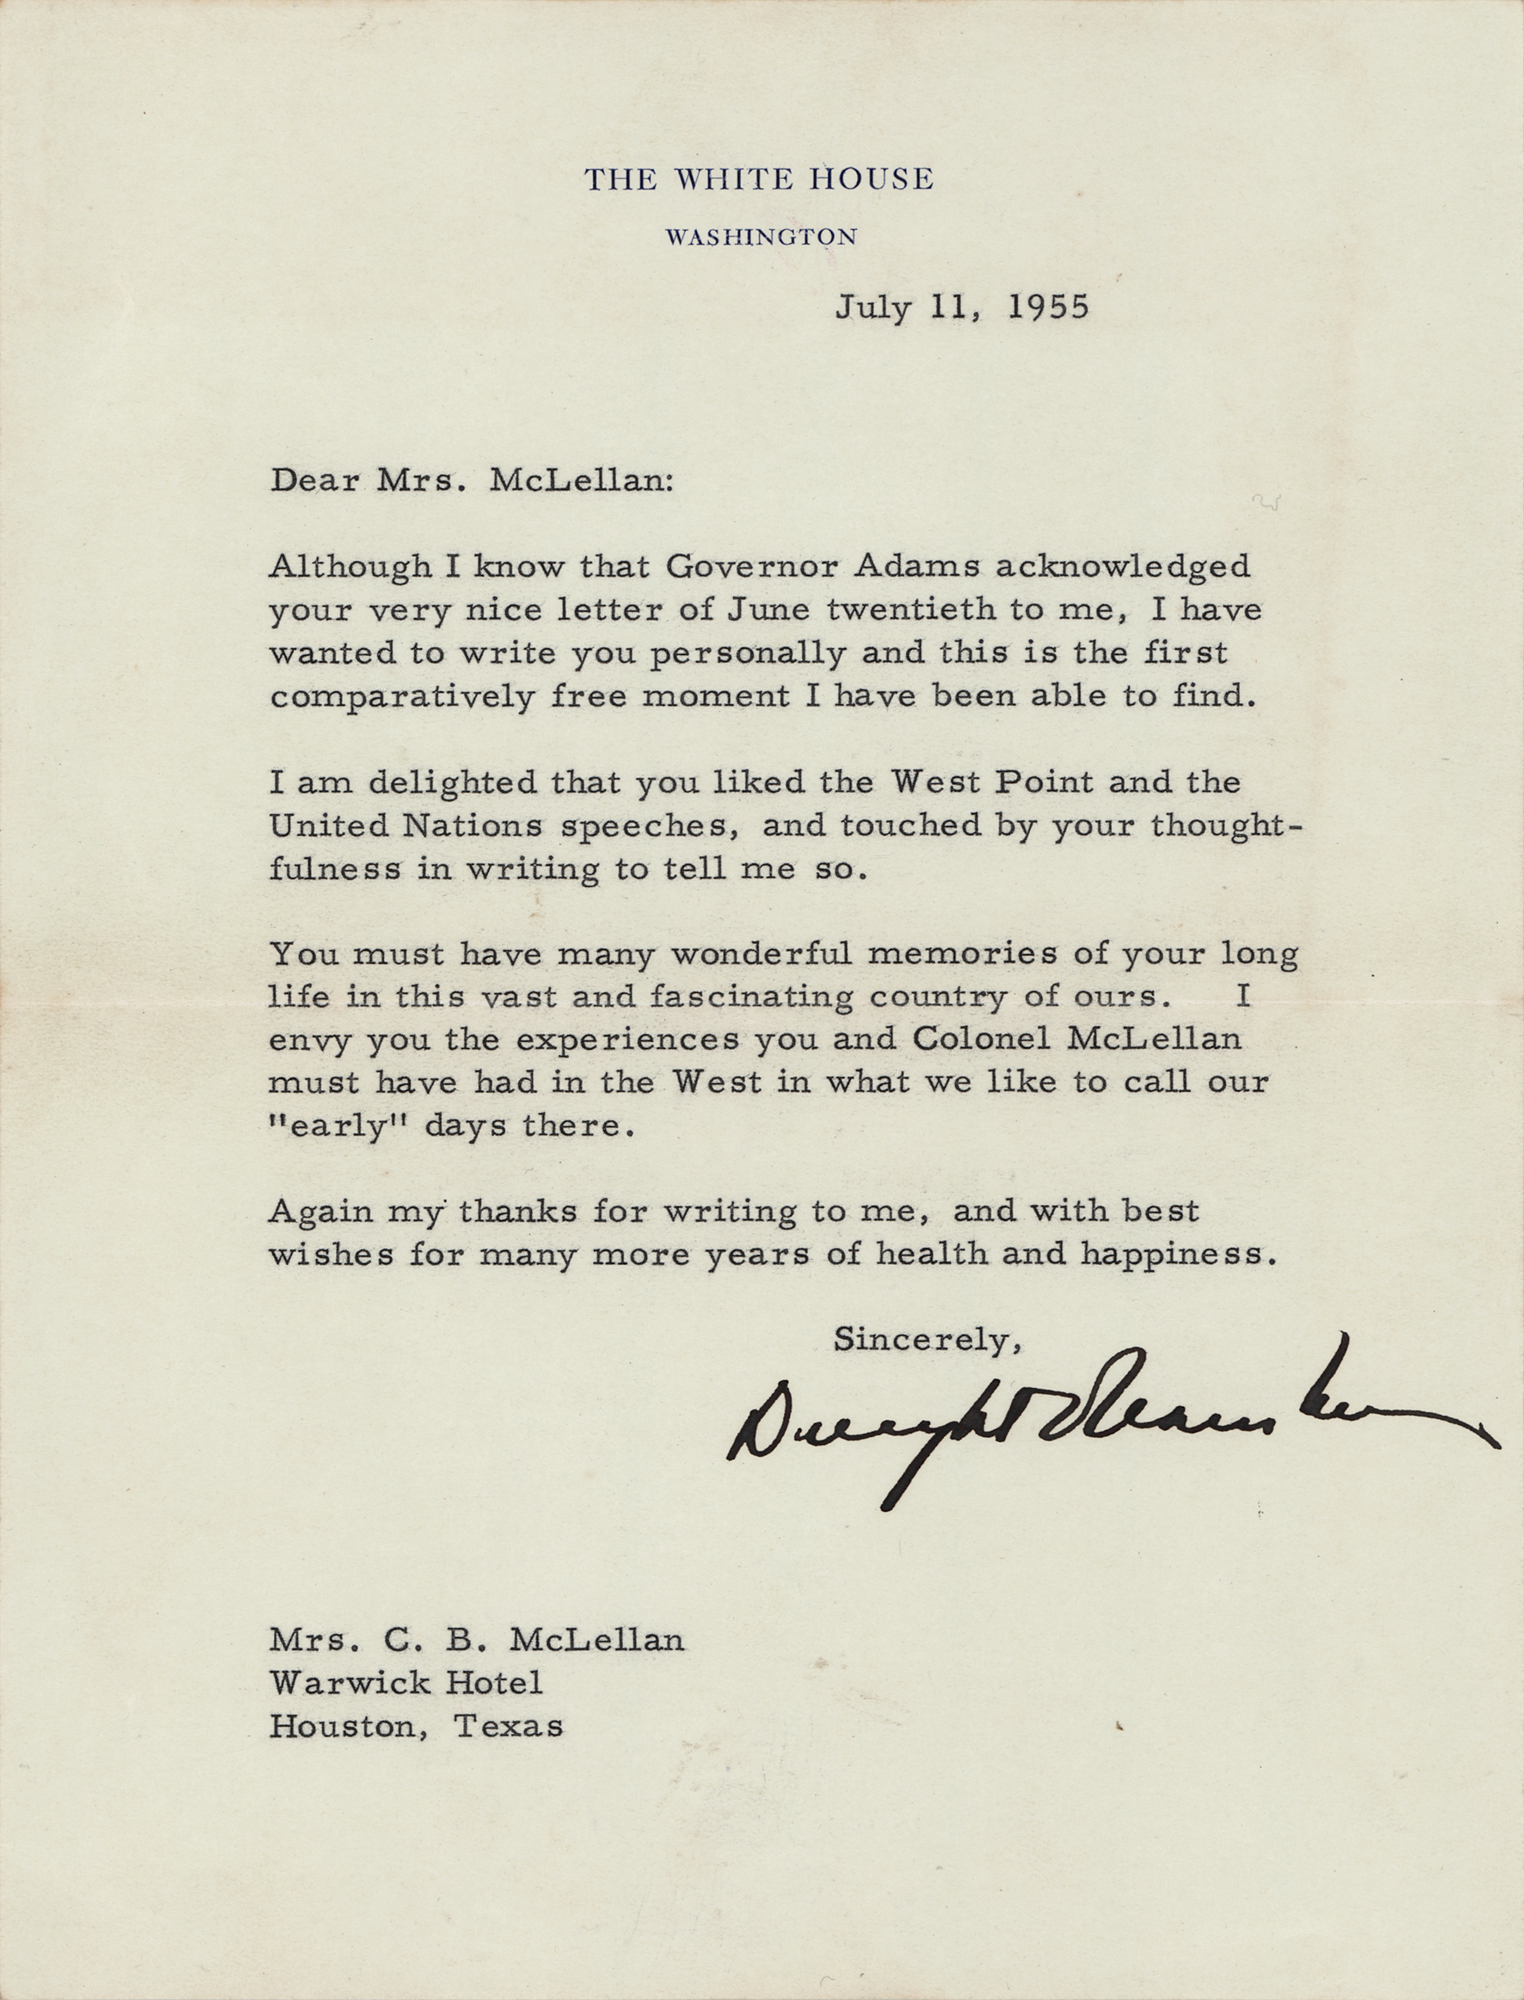 THE WHITE HOUSE
WASHINGTON
July 11, 1955
Dear Mrs. McLellan:
Although I know that Governor Adams acknowledged
your very nice letter of June twentieth to me, I have
wanted to write you personally and this is the first
comparatively free moment I have been able to find.
I am delighted that you liked the West Point and the
United Nations speeches, and touched by your thought-
fulness in writing to tell me so.
You must have many wonderful memories of your long
life in this vast and fascinating country of ours. I
envy you the experiences you and Colonel McLellan
must have had in the West in what we like to call our
"early" days there.
Again my thanks for writing to me, and with best
wishes for many more years of health and happiness.
Sincerely,
Dwight Eisenhower
Mrs. C. B. McLellan
Warwick Hotel
Houston, Texas